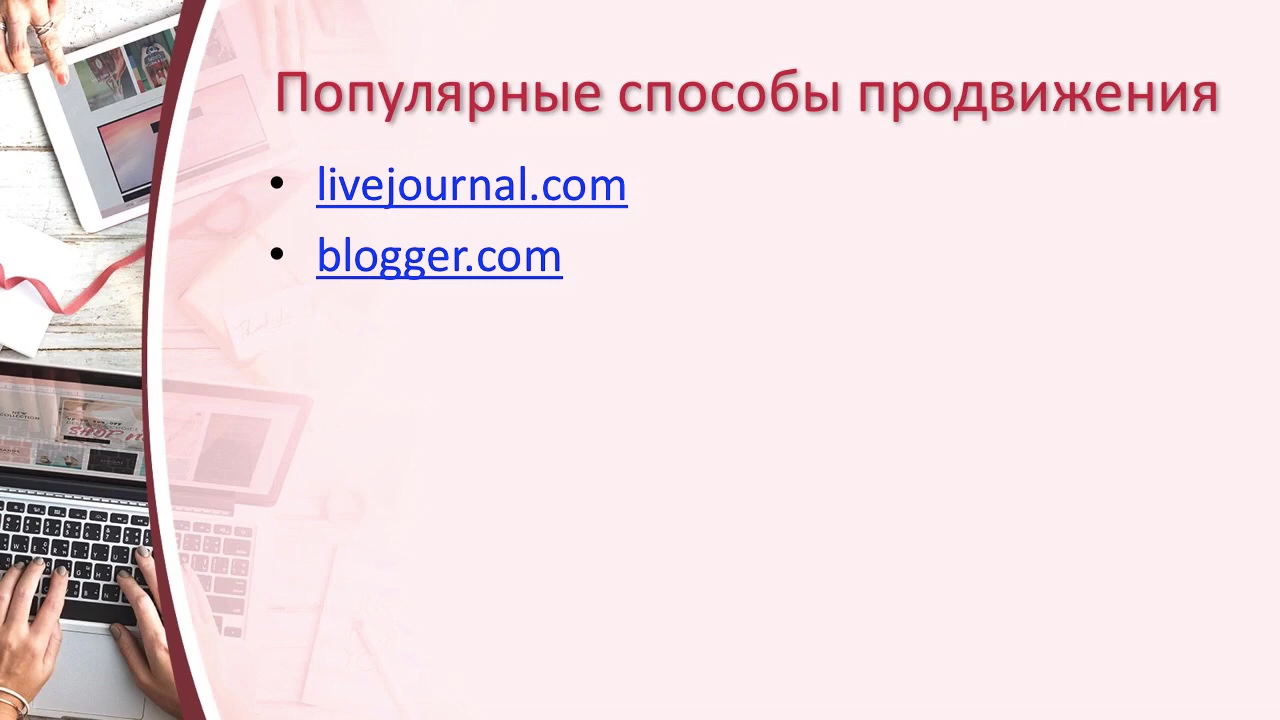 Популярные способы продвижения
• livejournal.com
• blogger.com